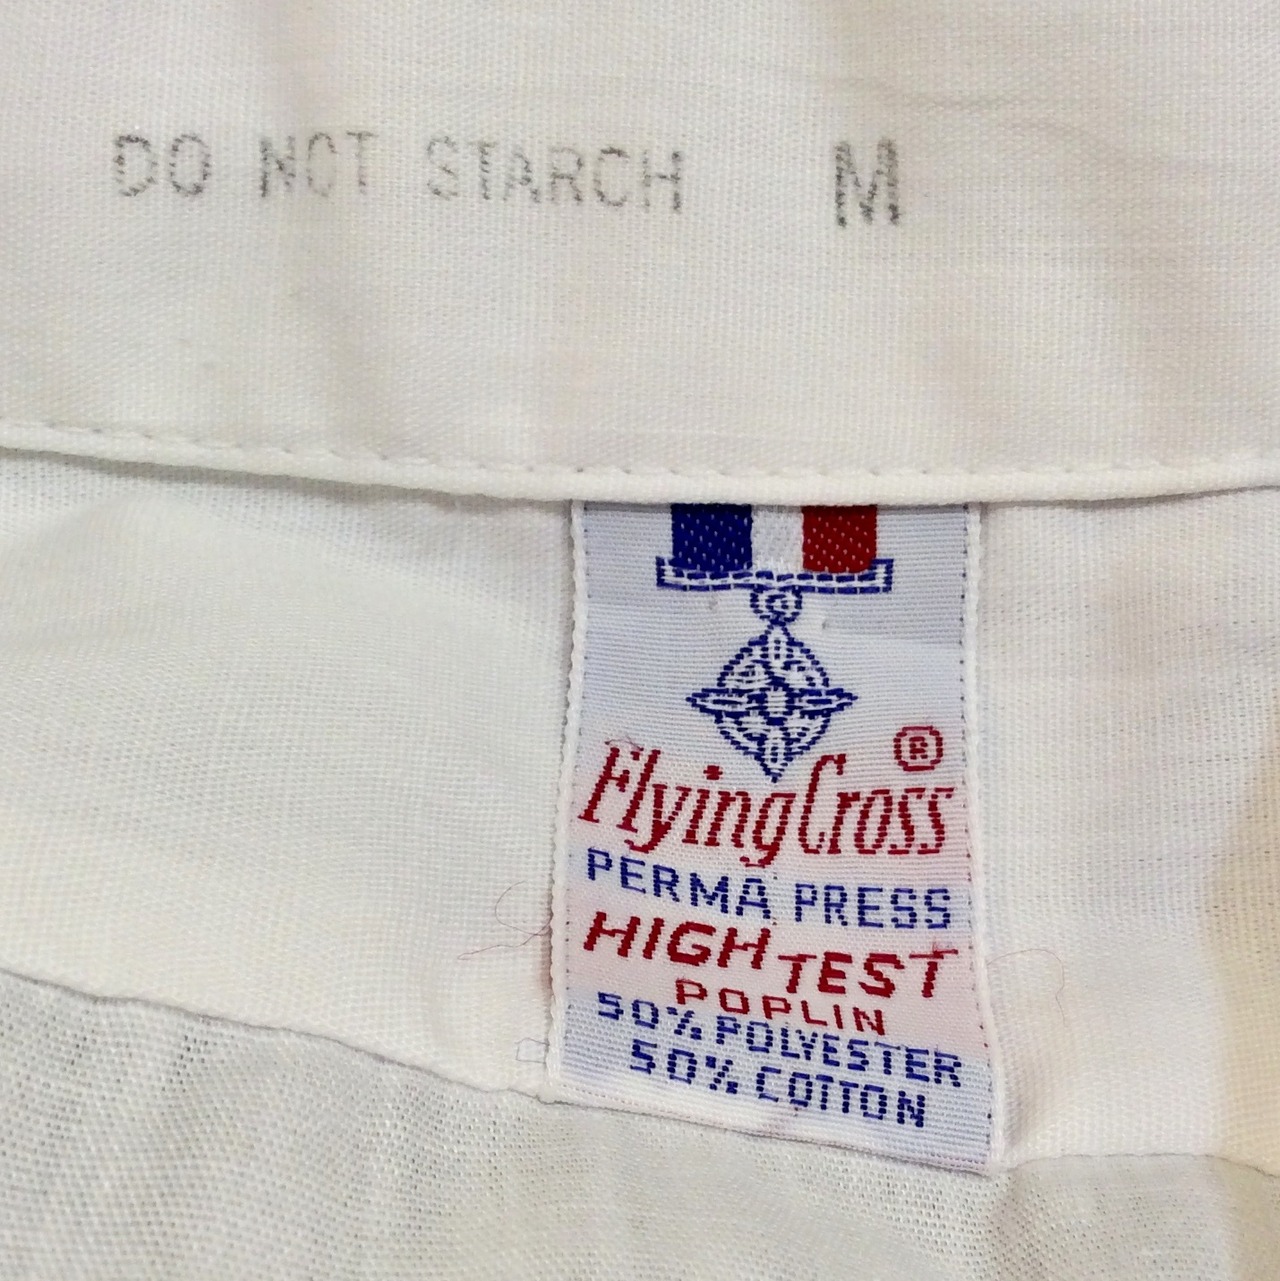 DO NOT STARCH M
FlyingCross®
PERMA PRESS
HIGH TEST
POPLIN
50% POLYESTER
50% COTTON